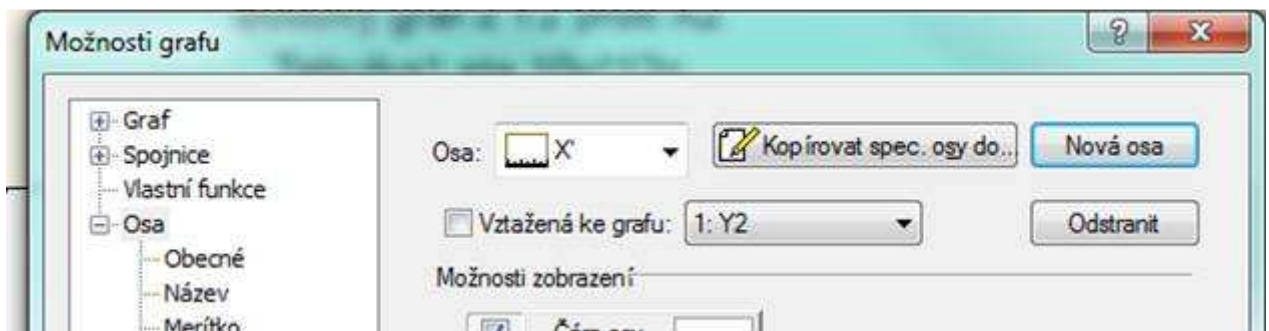 Možnosti grafu
Graf
Spojnice
Vlastní funkce
Osa
Obecné
Název
Merítko
Osa: X' Kopírovat spec. osy do... Nová osa
Vztažená ke grafu: 1: Y2 Odstranit
Možnosti zobrazení